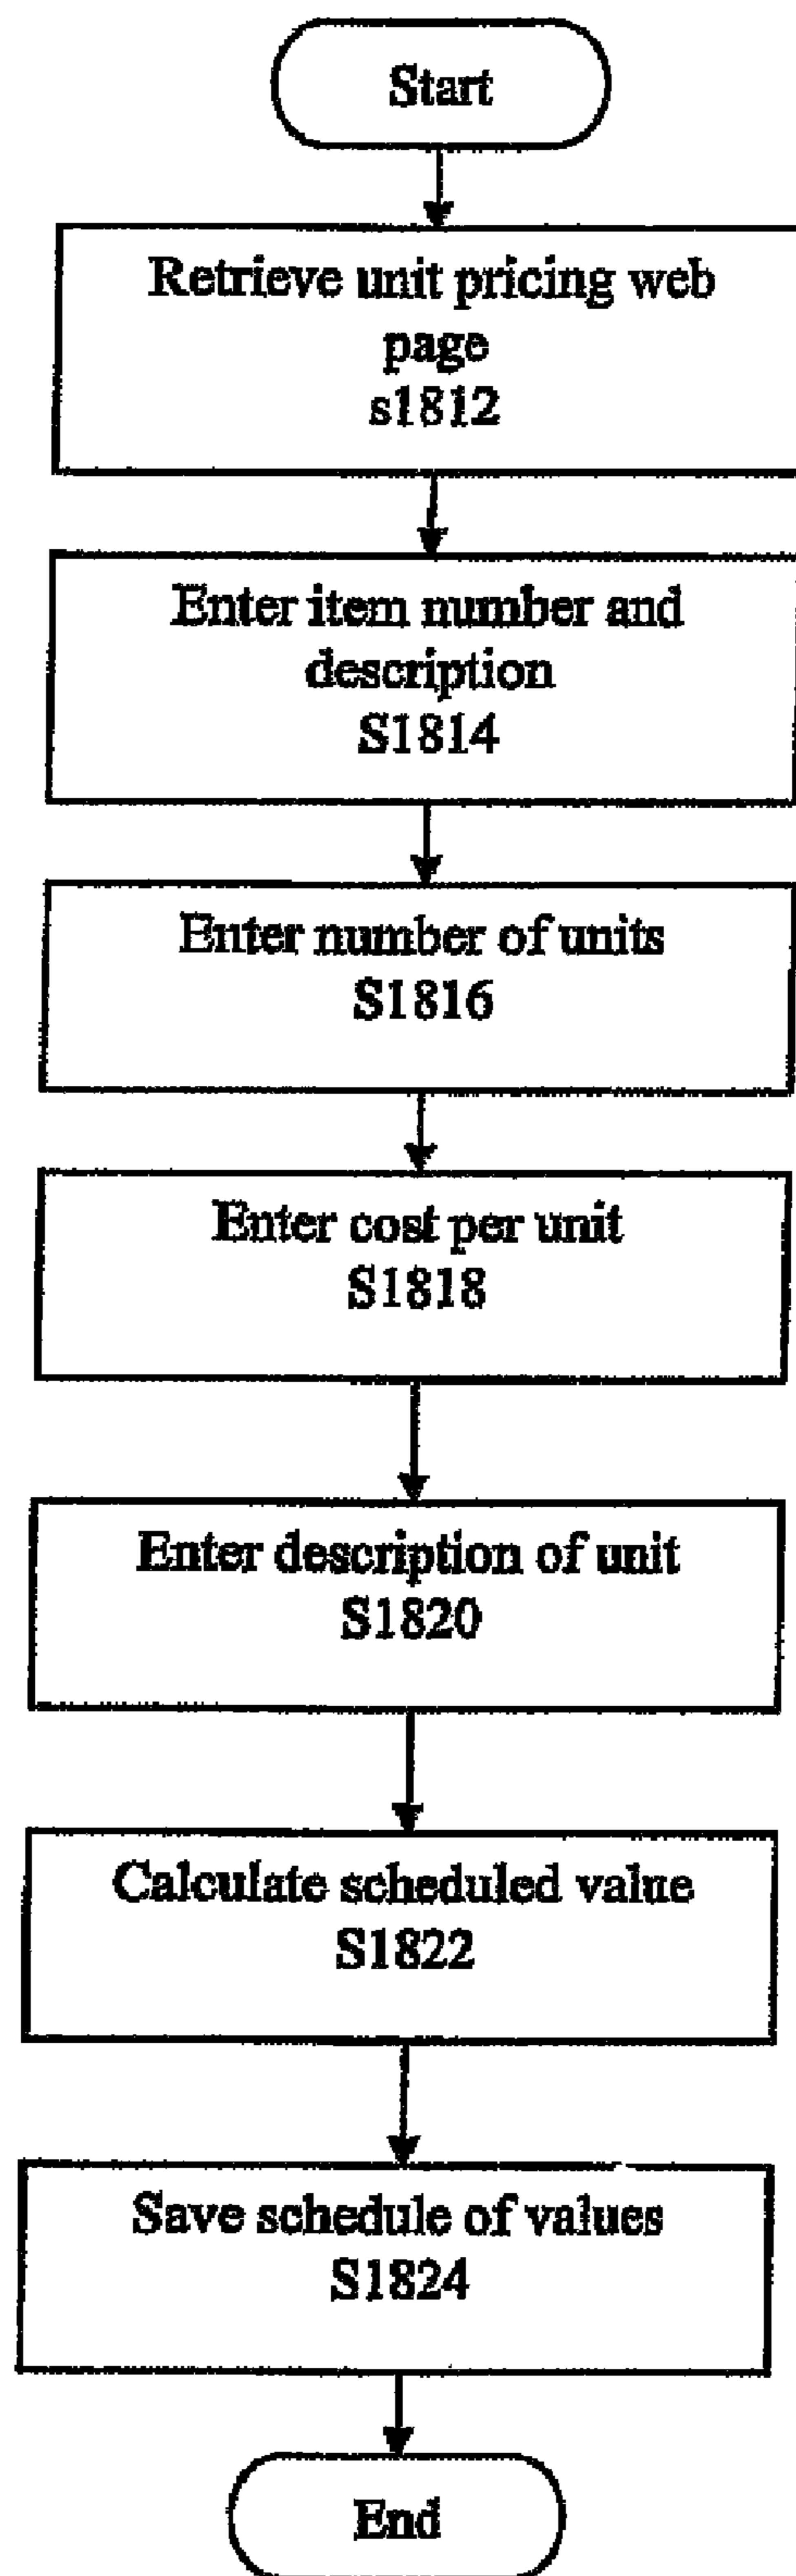 Start
Retrieve unit pricing web
page
s1812
Enter item number and
description
S1814
Enter number of units
S1816
Enter cost per unit
S1818
Enter description of unit
S1820
Calculate scheduled value
S1822
Save schedule of values
S1824
End